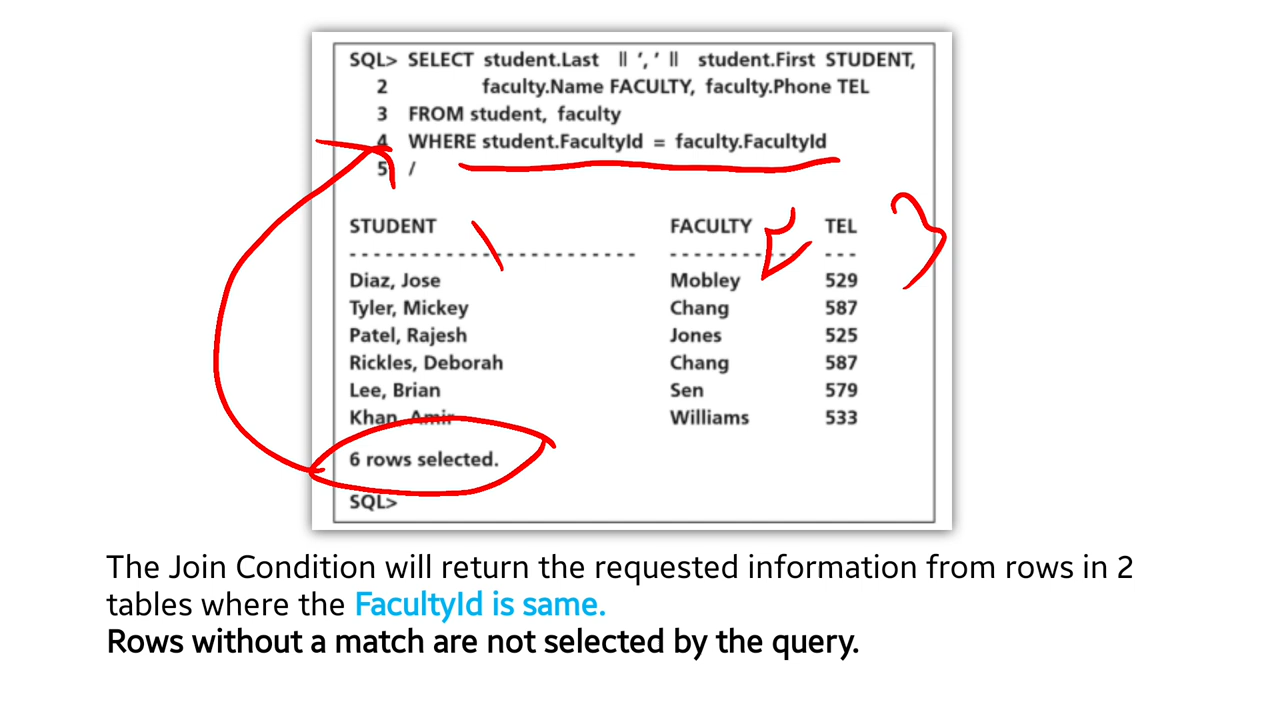 SQL> SELECT student.Last || ’, ’ || student.First STUDENT,
2 faculty.Name FACULTY, faculty.Phone TEL
3 FROM student, faculty
4 WHERE student.FacultyId = faculty.FacultyId
5 /
STUDENT FACULTY TEL
- - - - - - - - - - - - - - - - - - - - - - - - - - - - - - - - - - - - -
Diaz, Jose Mobley 529
Tyler, Mickey Chang 587
Patel, Rajesh Jones 525
Rickles, Deborah Chang 587
Lee, Brian Sen 579
Khan, Amir Williams 533
6 rows selected.
SQL>
The Join Condition will return the requested information from rows in 2
tables where the FacultyId is same.
Rows without a match are not selected by the query.